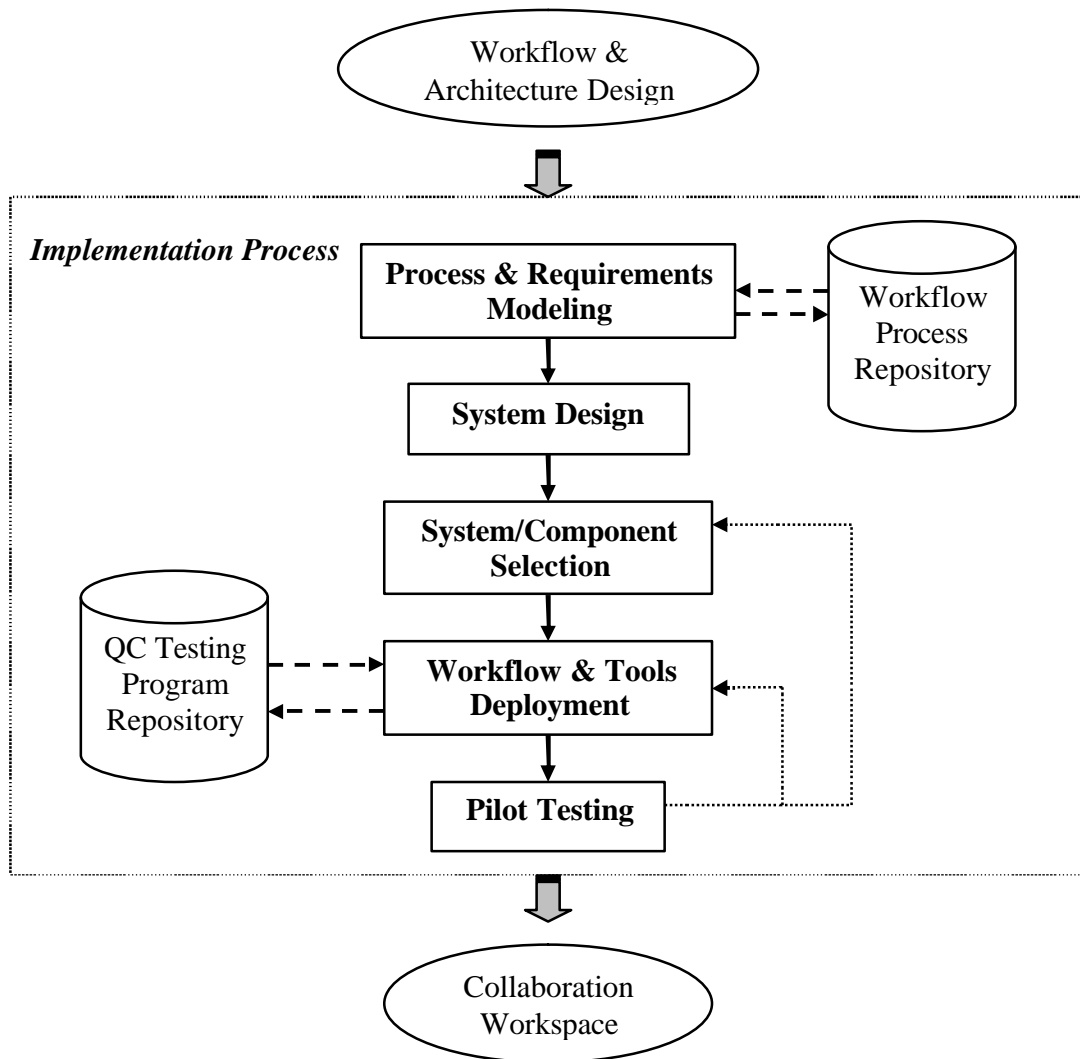 Workflow &
Architecture Design
Implementation Process
Process & Requirements
Modeling
Workflow
Process
Repository
System Design
System/Component
Selection
QC Testing
Program
Repository
Workflow & Tools
Deployment
Pilot Testing
Collaboration
Workspace